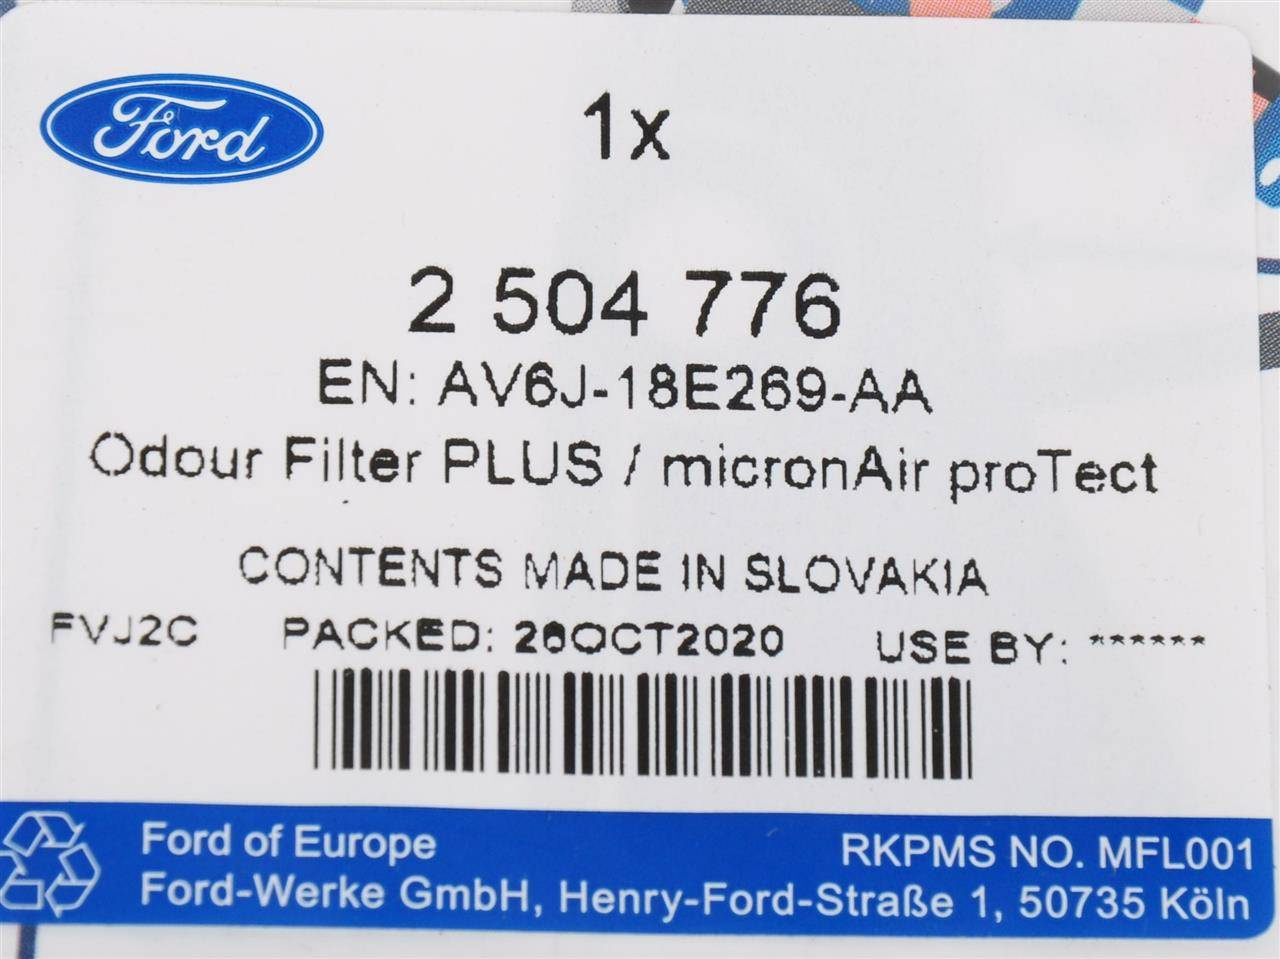 Ford
1x
2 504 776
EN: AV6J-18E269-AA
Odour Filter PLUS / micronAir proTect
CONTENTS MADE IN SLOVAKIA
FVJ2C PACKED: 26OCT2020 USE BY: ******
Ford of Europe RKPMS NO. MFL001
Ford-Werke GmbH, Henry-Ford-Straße 1, 50735 Köln